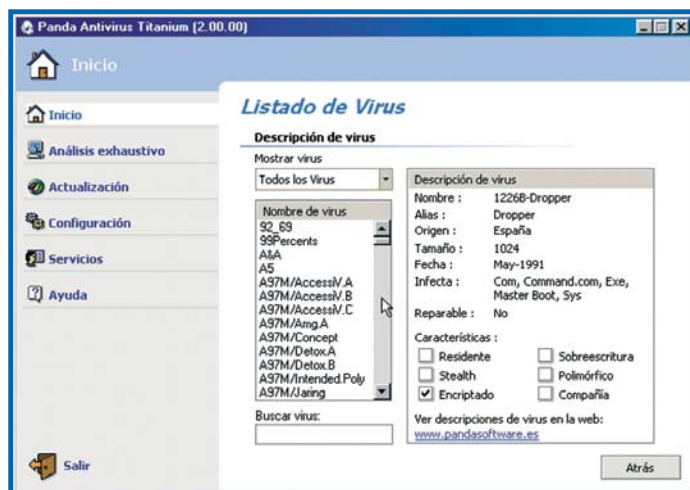 Panda Antivirus Titanium (2.00.00)
Inicio
Inicio
Análisis exhaustivo
Actualización
Configuración
Servicios
Ayuda
Salir
Listado de Virus
Descripción de virus
Mostrar virus
Todos los Virus
Nombre de virus
92_69
99Percents
A&A
A5
A97M/AccessiV.A
A97M/AccessiV.B
A97M/AccessiV.C
A97M/Amg.A
A97M/Concept
A97M/Detox.A
A97M/Detox.B
A97M/Intended.Poly
A97M/Jaring
Buscar virus:
Descripción de virus
Nombre : 1226B-Dropper
Alias : Dropper
Origen : España
Tamaño : 1024
Fecha : May-1991
Infecta : Com, Command.com, Exe,
Master Boot, Sys
Reparable : No
Características :
Residente Sobreescritura
Stealth Polimórfico
Encriptado Compañía
Ver descripciones de virus en la web:
www.pandasoftware.es
Atrás